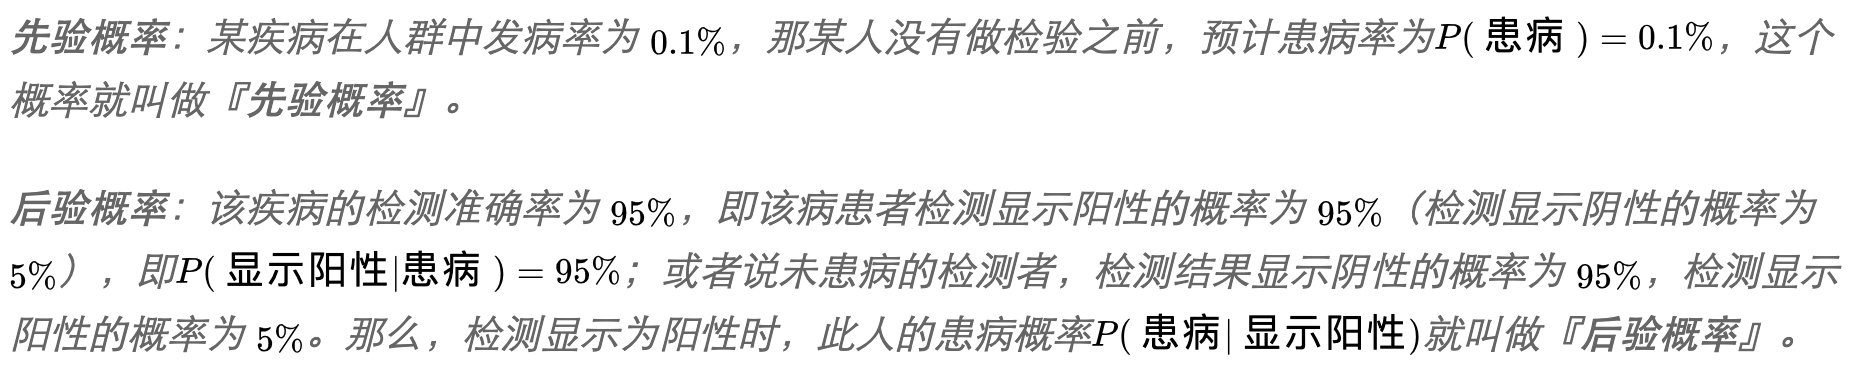 先验概率：某疾病在人群中发病率为 0.1%，那某人没有做检验之前，预计患病率为P( 患病 ) = 0.1%，这个
概率就叫做『先验概率』。
后验概率：该疾病的检测准确率为 95%，即该病患者检测显示阳性的概率为 95%（检测显示阴性的概率为
5%），即P( 显示阳性|患病 ) = 95%；或者说未患病的检测者，检测结果显示阴性的概率为 95%，检测显示
阳性的概率为 5%。那么，检测显示为阳性时，此人的患病概率P( 患病| 显示阳性)就叫做『后验概率』。